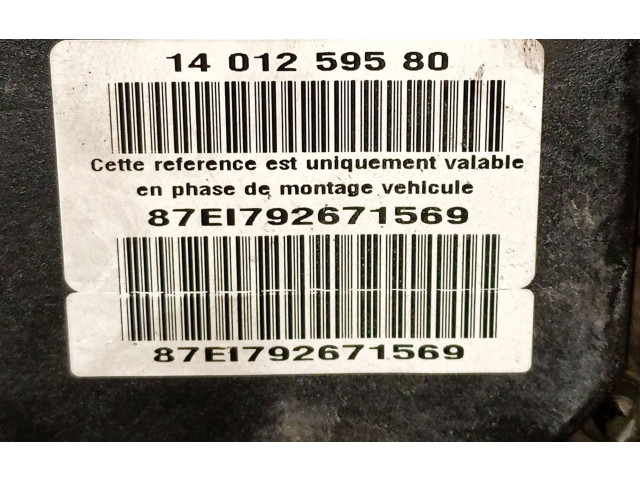 14 012 595 80
Cette reference est uniquement valable
en phase de montage vehicule
87EI792671569
87EI792671569